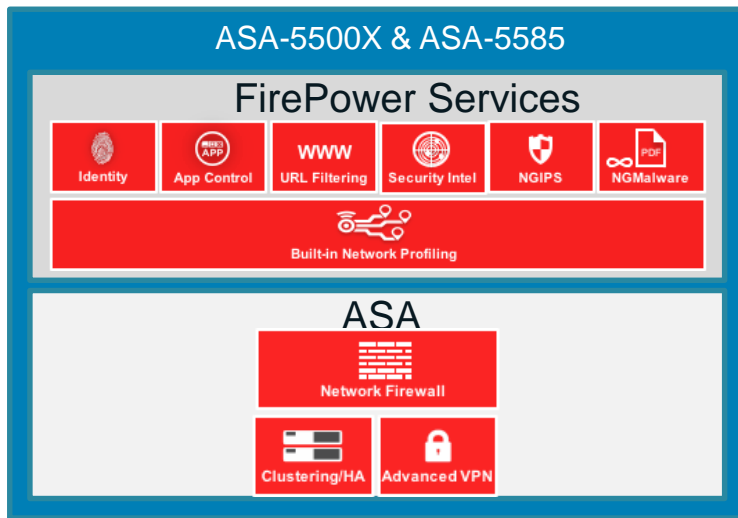 ASA-5500X & ASA-5585
FirePower Services
APP
WWW
PDF
Identity
App Control
URL Filtering
Security Intel
NGIPS
NGMalware
Built-in Network Profiling
ASA
Network Firewall
Clustering/HA
Advanced VPN